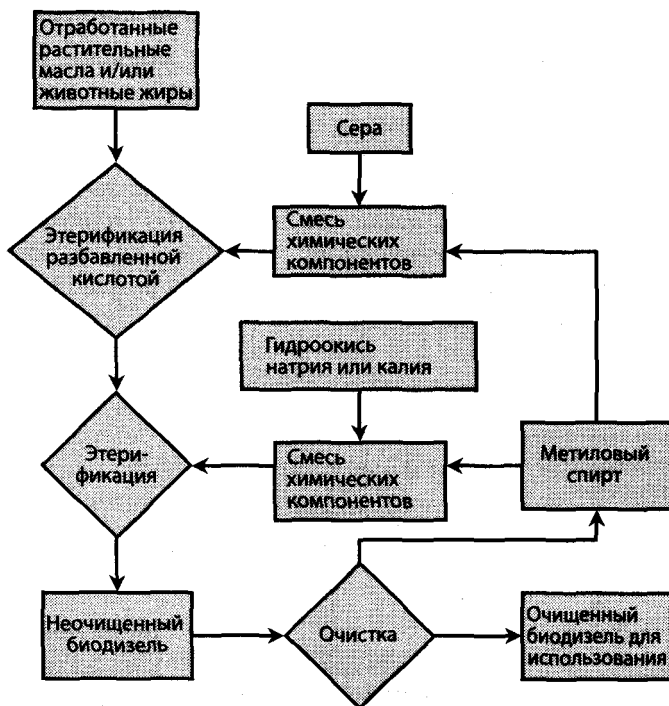 Отработанные
растительные
масла и/или
животные жиры
Сера
Этерификация
разбавленной
кислотой
Смесь
химических
компонентов
Гидроокись
натрия или калия
Этери-
фикация
Смесь
химических
компонентов
Метиловый
спирт
Неочищенный
биодизель
Очистка
Очищенный
биодизель для
использования